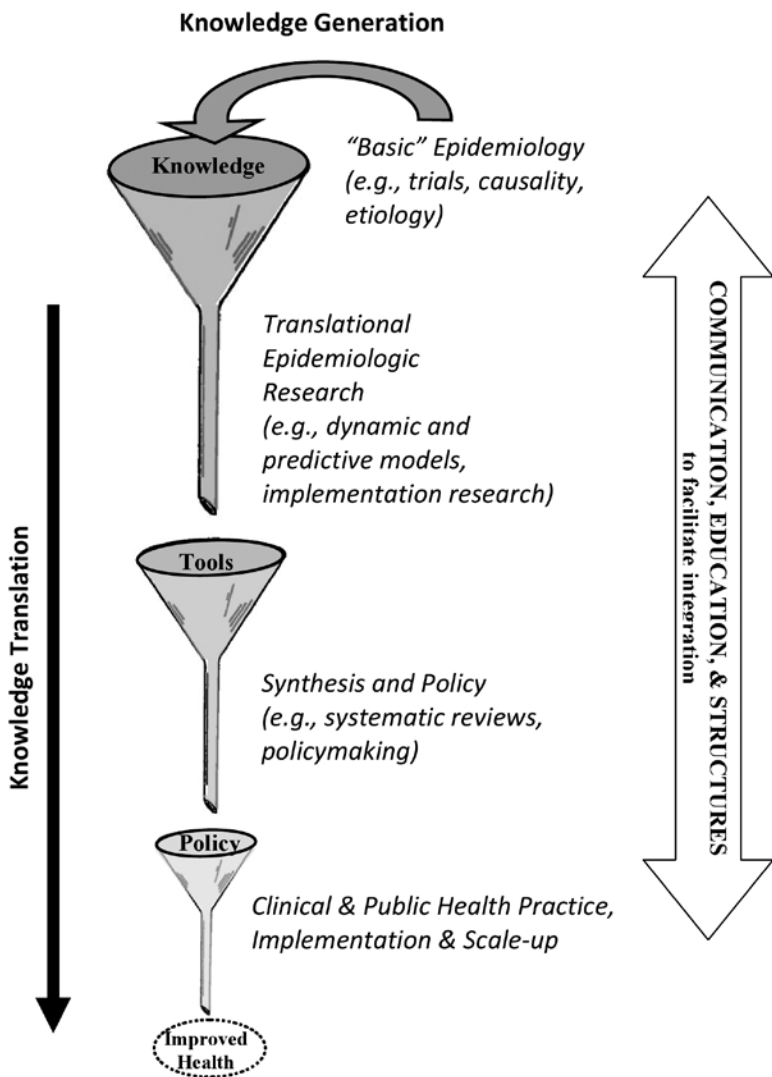 Knowledge Generation
Knowledge
“Basic” Epidemiology
(e.g., trials, causality,
etiology)
Translational
Epidemiologic
Research
(e.g., dynamic and
predictive models,
implementation research)
Tools
Synthesis and Policy
(e.g., systematic reviews,
policymaking)
Policy
Clinical & Public Health Practice,
Implementation & Scale-up
Improved
Health
Knowledge Translation
COMMUNICATION, EDUCATION, & STRUCTURES
to facilitate integration